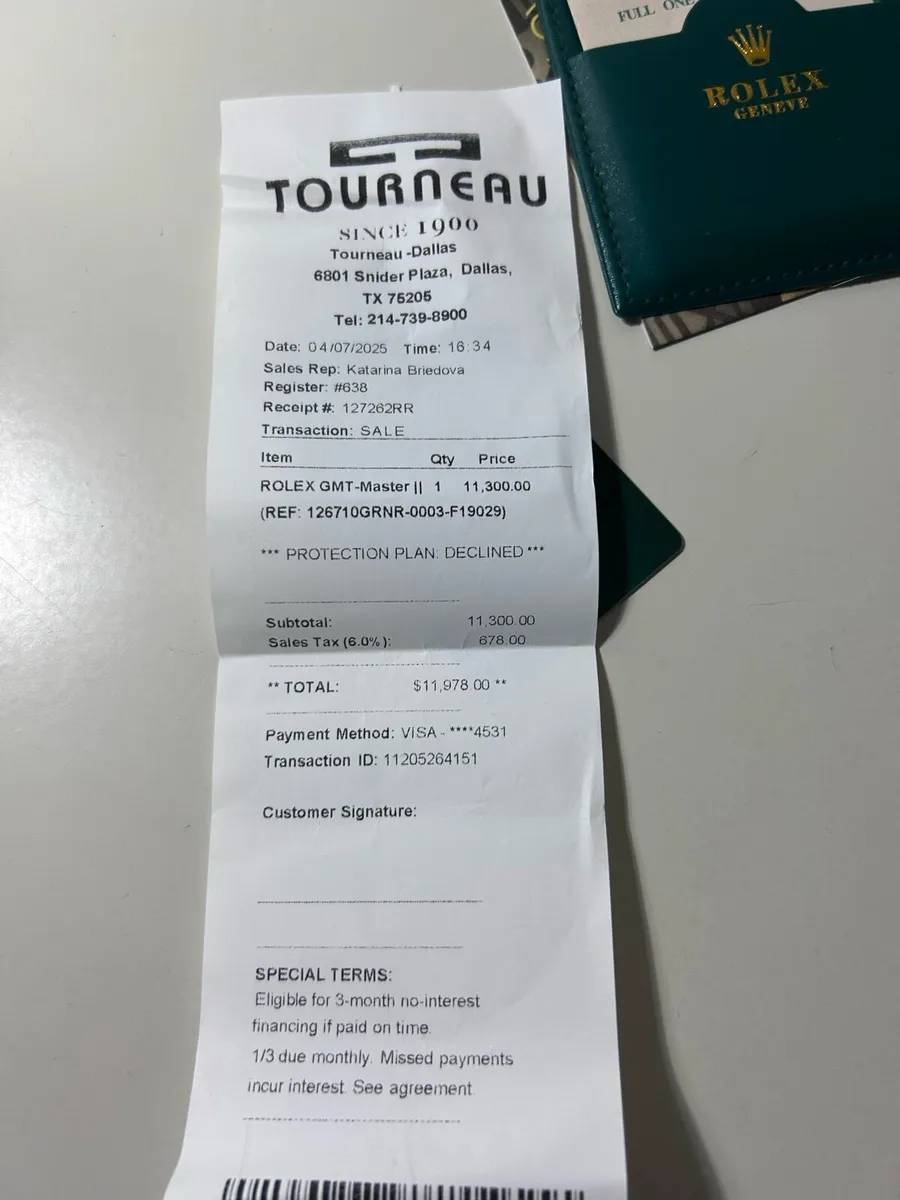 FULL ONE
ROLEX
GENEVE
TOURNEAU
SINCE 1900
Tourneau -Dallas
6801 Snider Plaza, Dallas,
TX 75205
Tel: 214-739-8900
Date: 04/07/2025 Time: 16:34
Sales Rep: Katarina Briedova
Register: #638
Receipt #: 127262RR
Transaction: SALE
Item Qty Price
ROLEX GMT-Master || 1 11,300.00
(REF: 126710GRNR-0003-F19029)
*** PROTECTION PLAN: DECLINED ***
Subtotal: 11,300.00
Sales Tax (6.0%): 678.00
** TOTAL: $11,978.00 **
Payment Method: VISA - ****4531
Transaction ID: 11205264151
Customer Signature:
SPECIAL TERMS:
Eligible for 3-month no-interest
financing if paid on time.
1/3 due monthly. Missed payments
incur interest. See agreement.